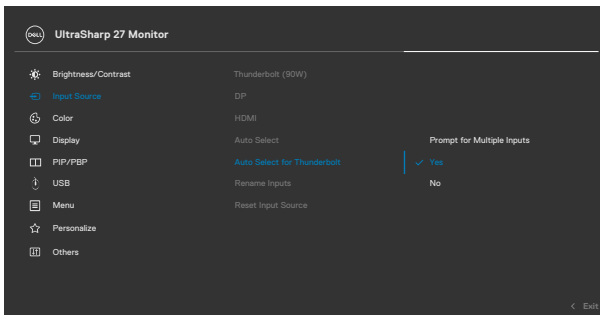 DELL UltraSharp 27 Monitor
Brightness/Contrast
Input Source
Color
Display
PIP/PBP
USB
Menu
Personalize
Others
Thunderbolt (90W)
DP
HDMI
Auto Select
Auto Select for Thunderbolt
Rename Inputs
Reset Input Source
Prompt for Multiple Inputs
Yes
No
Exit